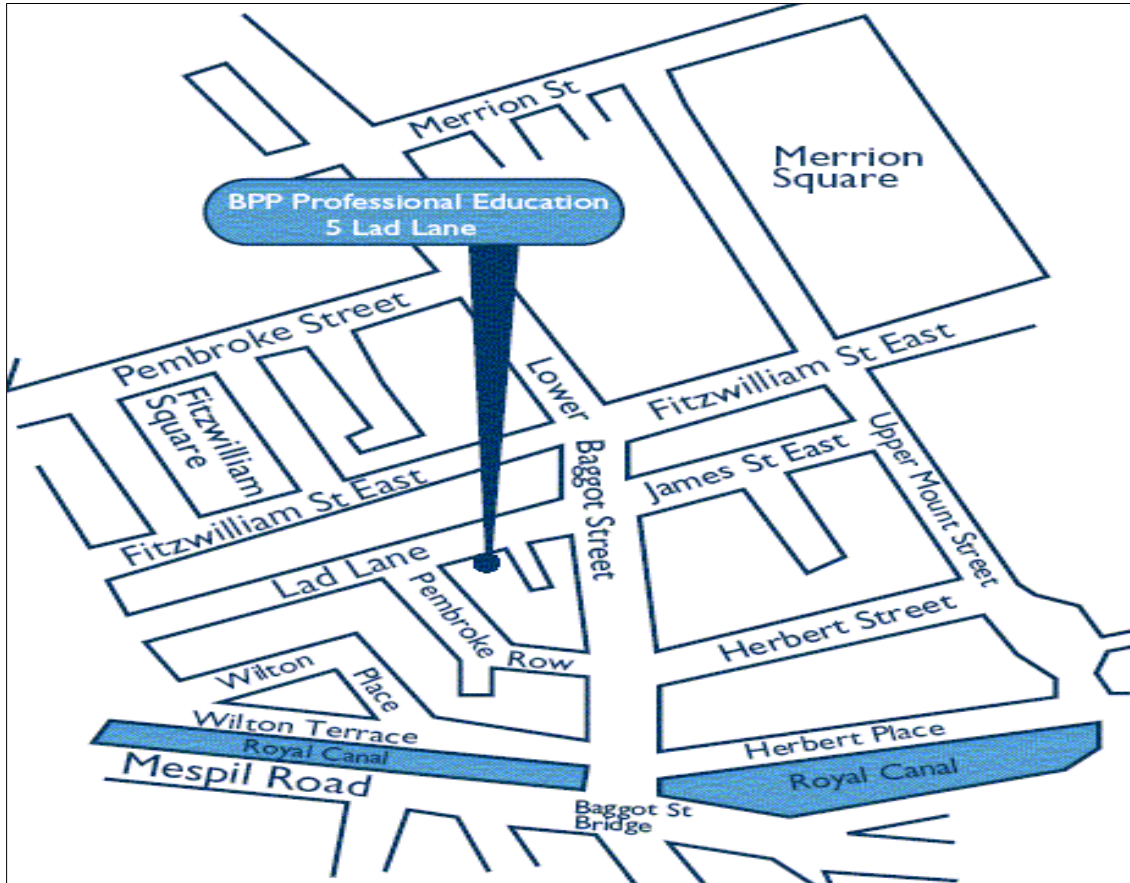 Merrion St
Merrion
Square
BPP Professional Education
5 Lad Lane
Pembroke Street
Fitzwilliam St East
Lower
Baggot Street
Fitzwilliam
Square
Fitzwilliam St East
James St East
Upper Mount Street
Lad Lane
Pembroke
Row
Herbert Street
Wilton
Place
Wilton Terrace
Herbert Place
Royal Canal
Royal Canal
Mespil Road
Baggot St
Bridge